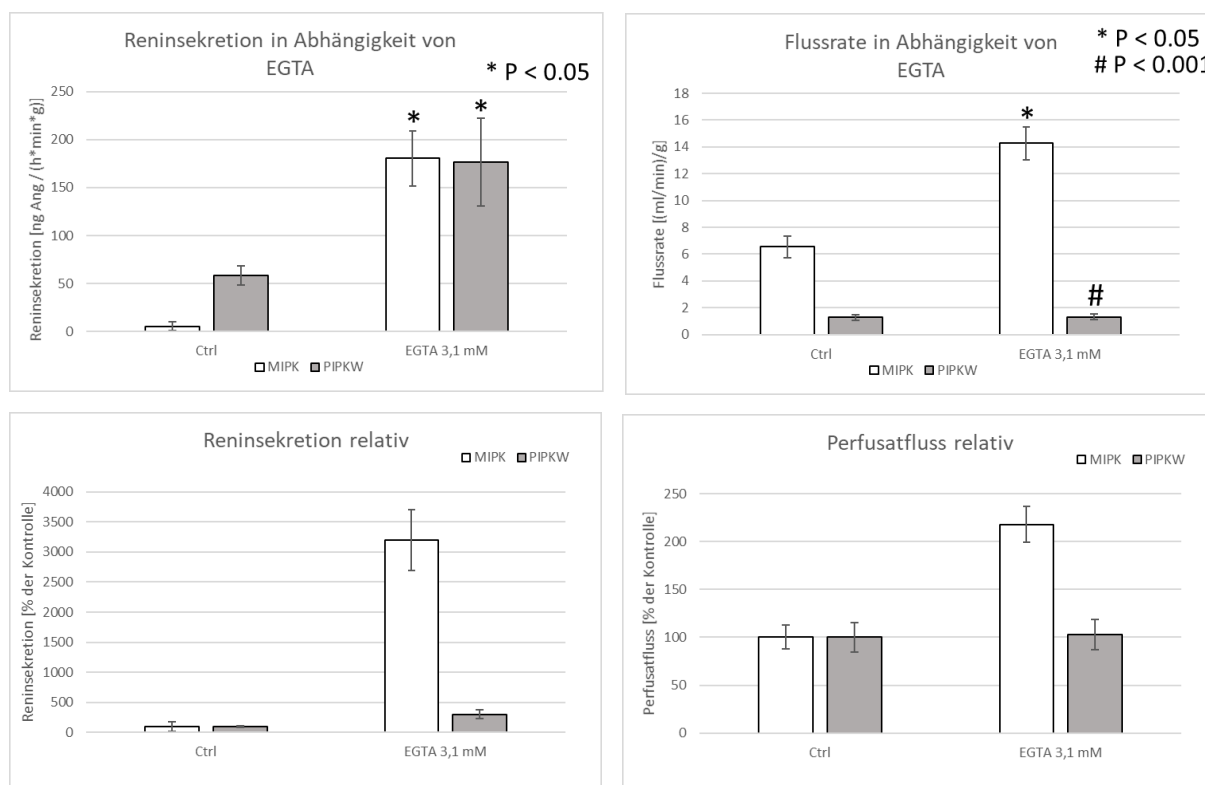 Reninsekretion in Abhängigkeit von
EGTA
* P < 0.05
Reninsekretion [ng Ang / (h*min*g)]
250
200
150
100
50
0
*
*
Ctrl
EGTA 3,1 mM
MIPK
PIPKW
Flussrate in Abhängigkeit von
EGTA
* P < 0.05
# P < 0.001
Flussrate [(ml/min)/g]
18
16
14
12
10
8
6
4
2
0
*
#
Ctrl
EGTA 3,1 mM
MIPK
PIPKW
Reninsekretion relativ
MIPK
PIPKW
Reninsekretion [% der Kontrolle]
4000
3500
3000
2500
2000
1500
1000
500
0
Ctrl
EGTA 3,1 mM
Perfusatfluss relativ
MIPK
PIPKW
Perfusatfluss [% der Kontrolle]
250
200
150
100
50
0
Ctrl
EGTA 3,1 mM